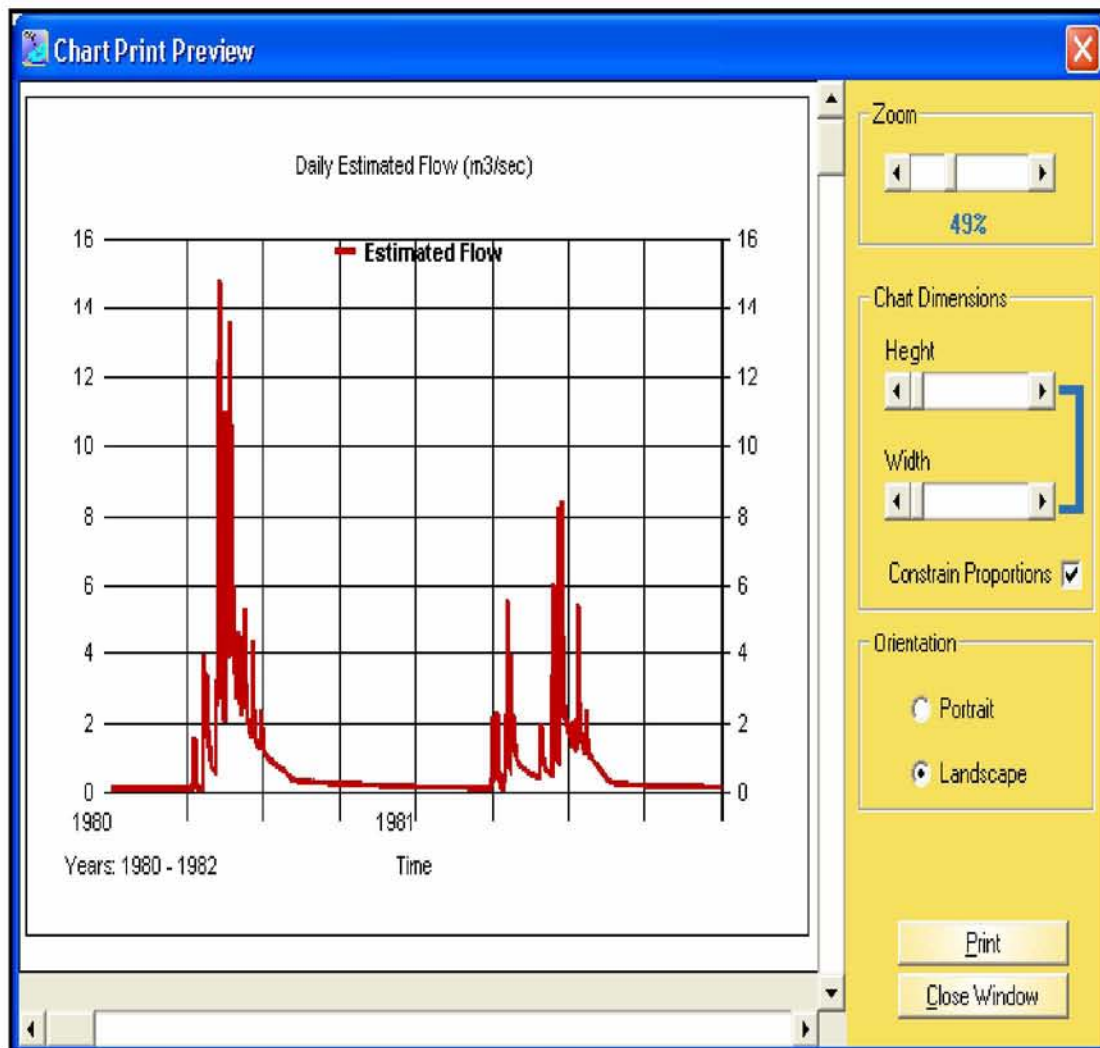 Chart Print Preview
Daily Estimated Flow (m3/sec)
Estimated Flow
16
14
12
10
8
6
4
2
0
16
14
12
10
8
6
4
2
0
1980
1981
Years: 1980 - 1982
Time
Zoom
49%
Chart Dimensions
Heght
Width
Constrain Proportions
Orientation
Portrait
Landscape
Print
Close Window